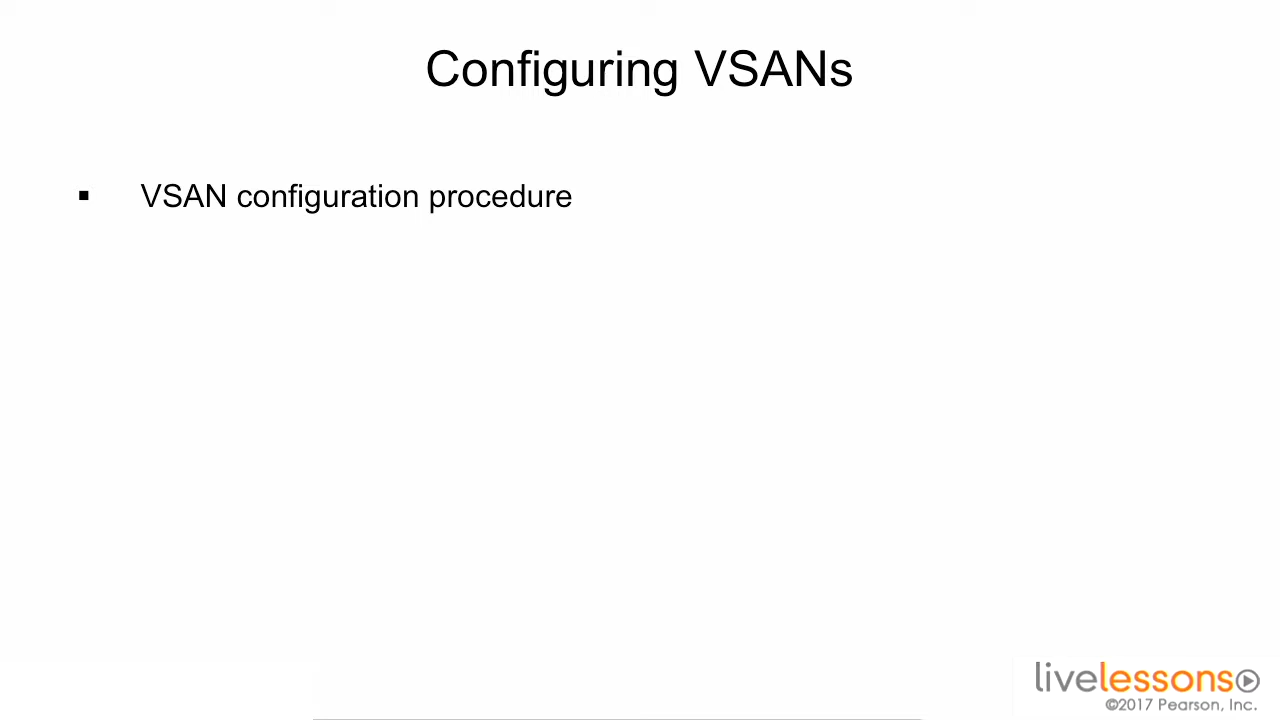 Configuring VSANs
▪ VSAN configuration procedure
livelessons
©2017 Pearson, Inc.